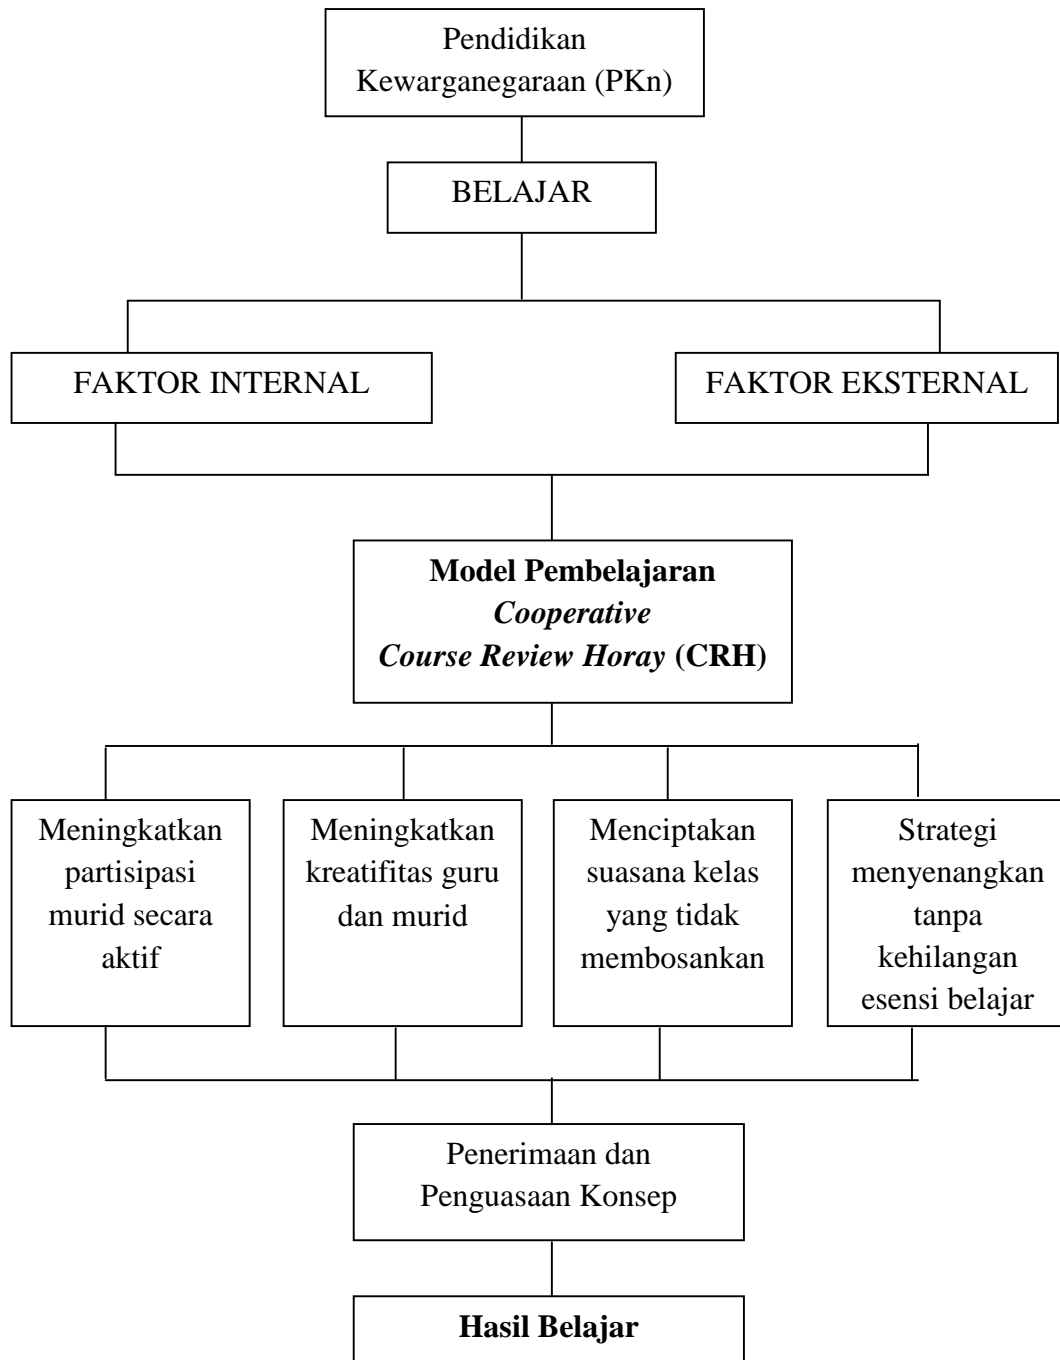 Pendidikan
Kewarganegaraan (PKn)
BELAJAR
FAKTOR INTERNAL
FAKTOR EKSTERNAL
Model Pembelajaran
Cooperative
Course Review Horay (CRH)
Meningkatkan
partisipasi
murid secara
aktif
Meningkatkan
kreatifitas guru
dan murid
Menciptakan
suasana kelas
yang tidak
membosankan
Strategi
menyenangkan
tanpa
kehilangan
esensi belajar
Penerimaan dan
Penguasaan Konsep
Hasil Belajar